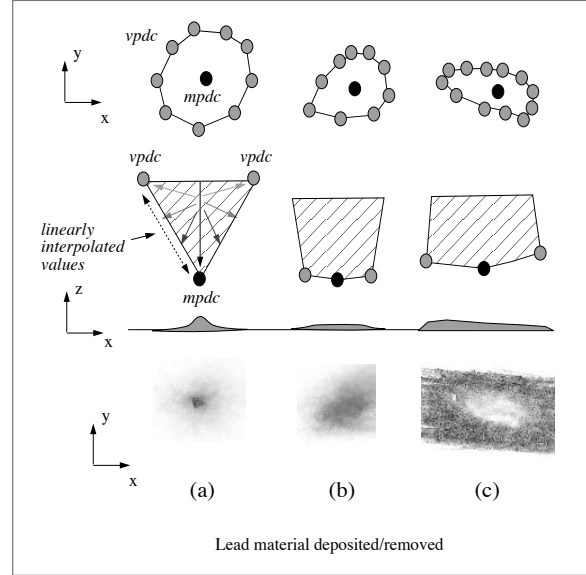 vpdc
y
mpdc
x
vpdc
vpdc
linearly
interpolated
values
mpdc
z
x
y
x
(a)
(b)
(c)
Lead material deposited/removed